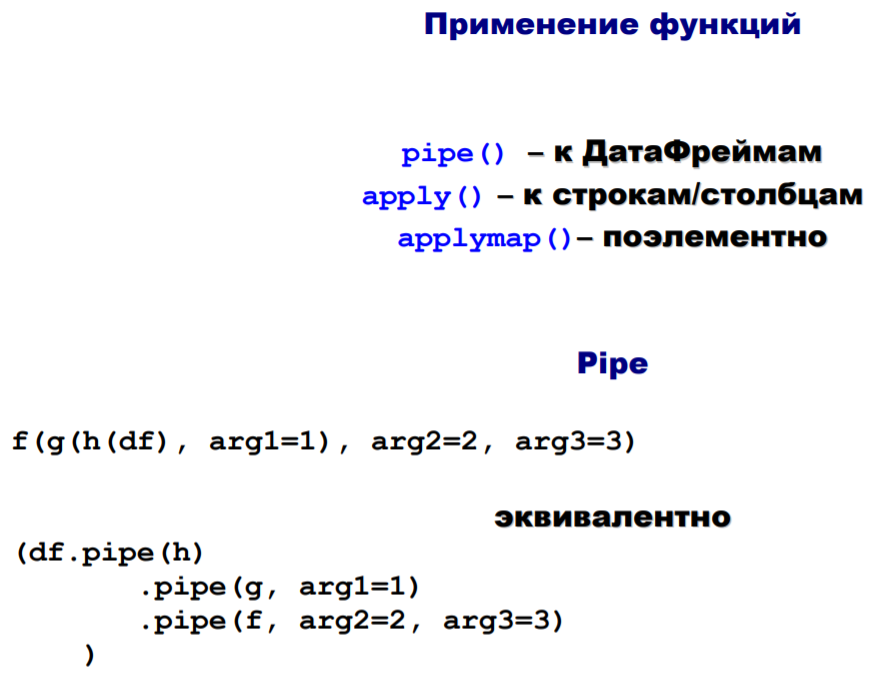 Применение функций
pipe() – к ДатаФреймам
apply() – к строкам/столбцам
applymap()– поэлементно
Pipe
f(g(h(df), arg1=1), arg2=2, arg3=3)
эквивалентно
(df.pipe(h)
.pipe(g, arg1=1)
.pipe(f, arg2=2, arg3=3)
)